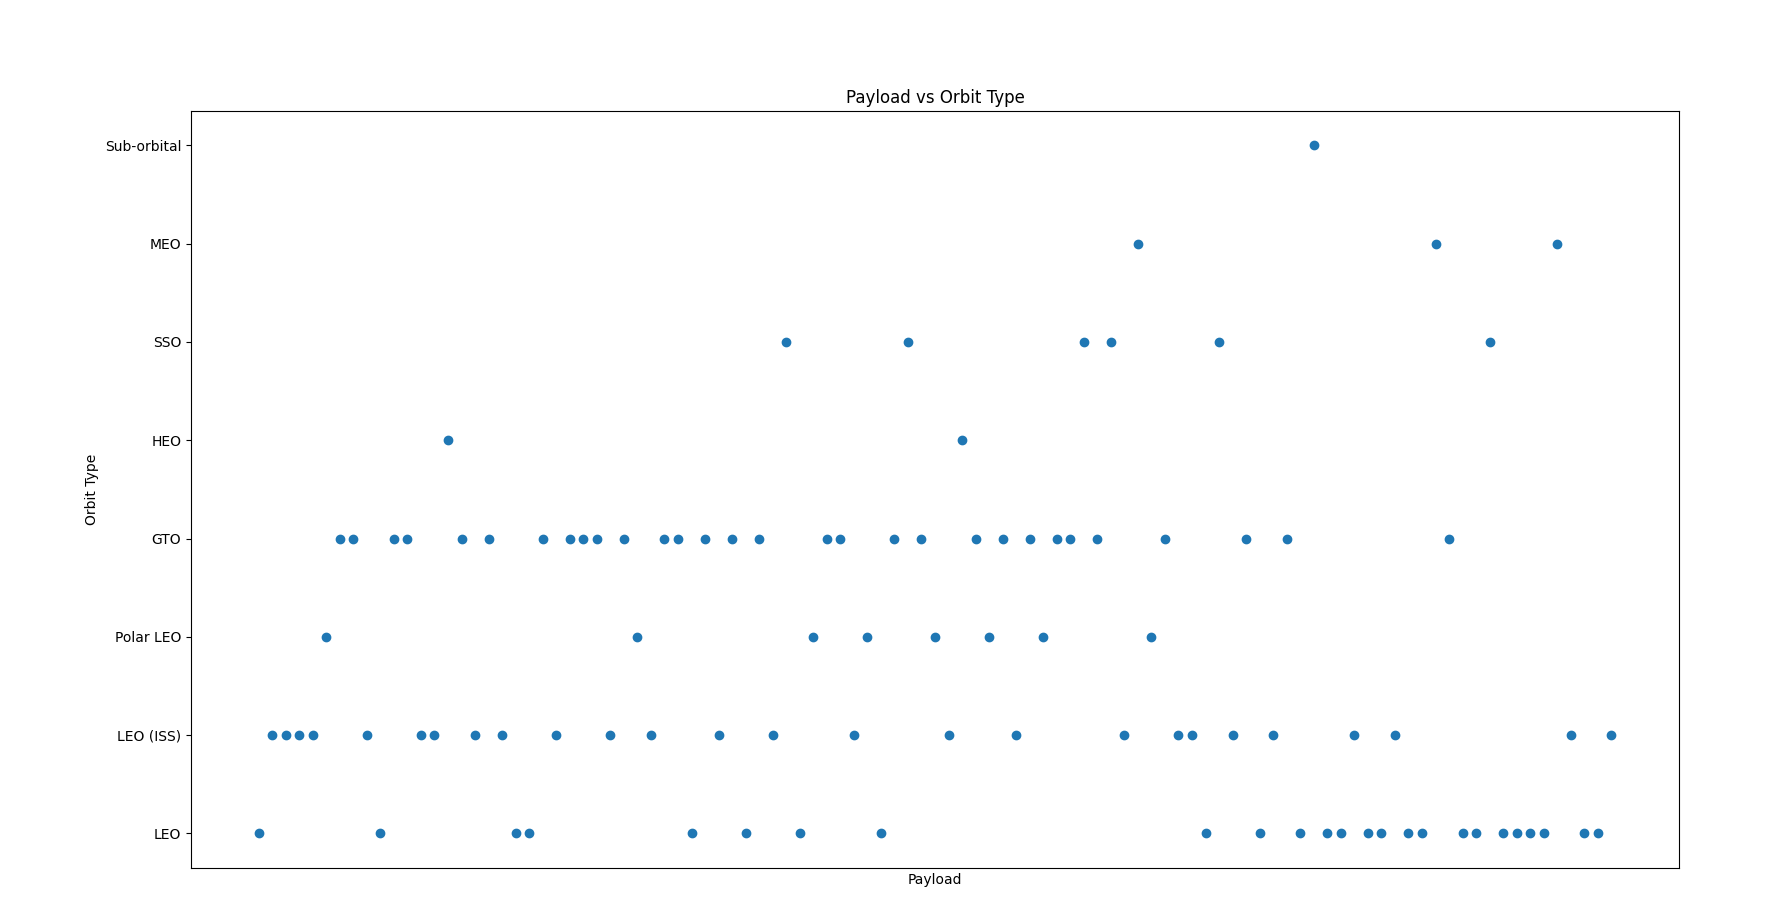 Payload vs Orbit Type
Sub-orbital
MEO
SSO
HEO
GTO
Polar LEO
LEO (ISS)
LEO
Orbit Type
Payload